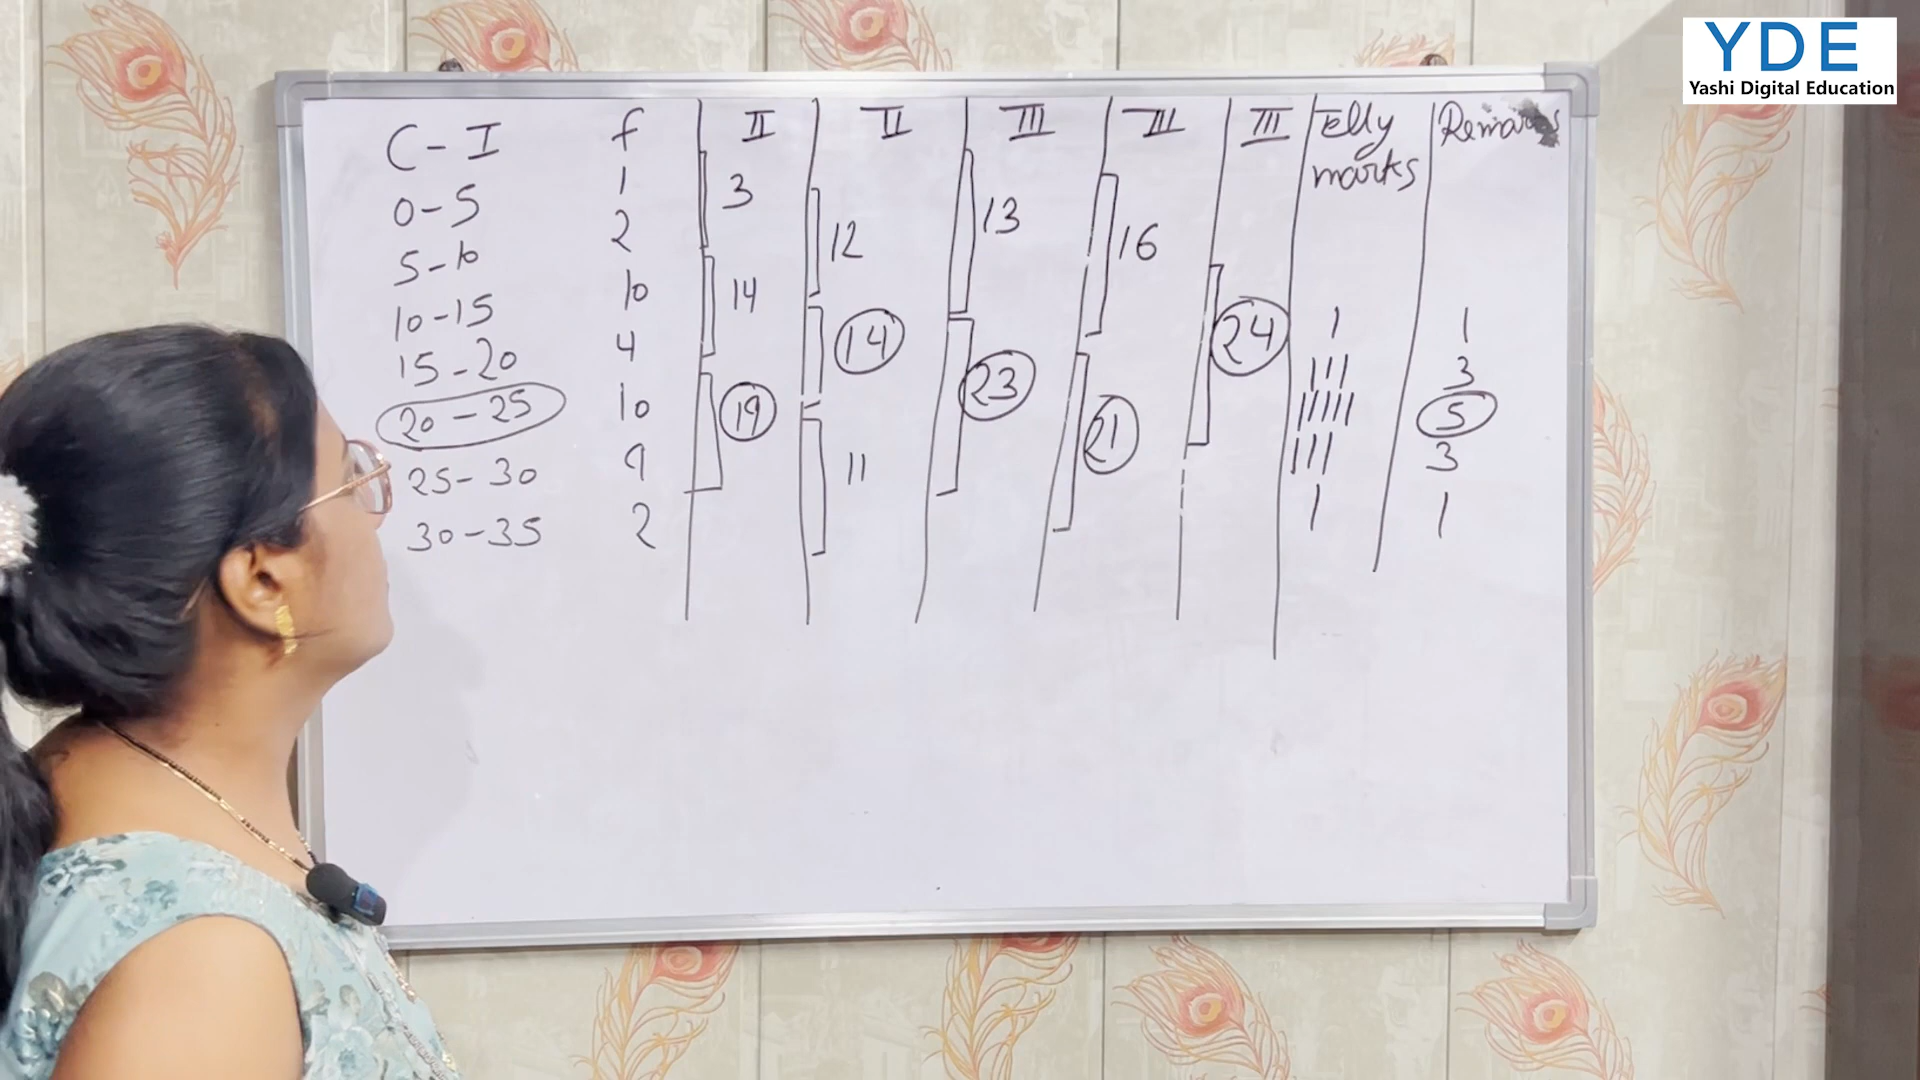 YDE
Yashi Digital Education
C-I f II II III III III Telly marks Remarks
0-5 1 3
5-10 2 12 13 16
10-15 10 14 1 1
15-20 4 14 24 3
20-25 10 19 23 21 5
25-30 9 11 3
30-35 2 1 1